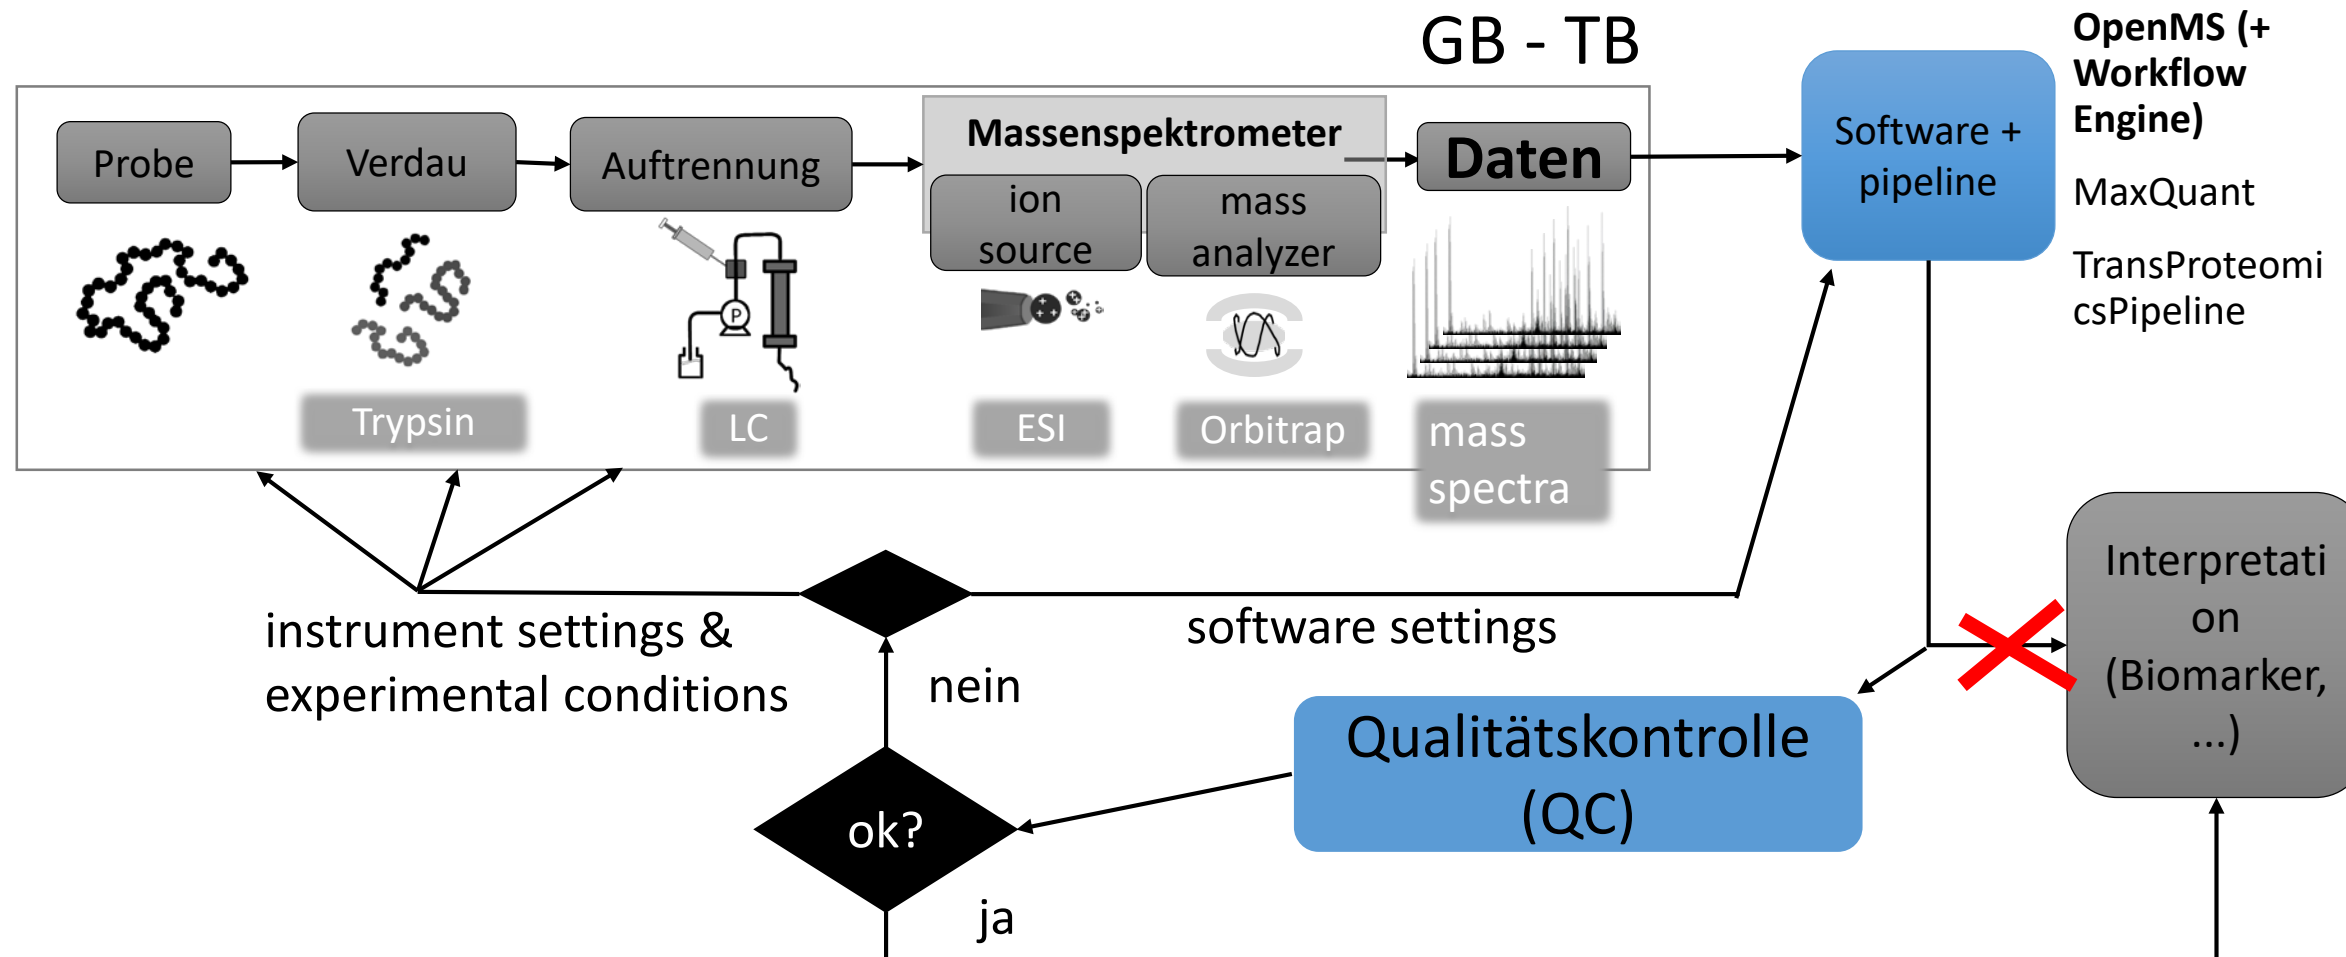 GB - TB
OpenMS (+
Workflow
Engine)
MaxQuant
TransProteomi
csPipeline
Probe
Verdau
Auftrennung
Massenspektrometer
ion
source
mass
analyzer
Daten
Software +
pipeline
P
Trypsin
LC
ESI
Orbitrap
mass
spectra
instrument settings &
experimental conditions
software settings
nein
ok?
ja
Qualitätskontrolle
(QC)
Interpretati
on
(Biomarker,
...)